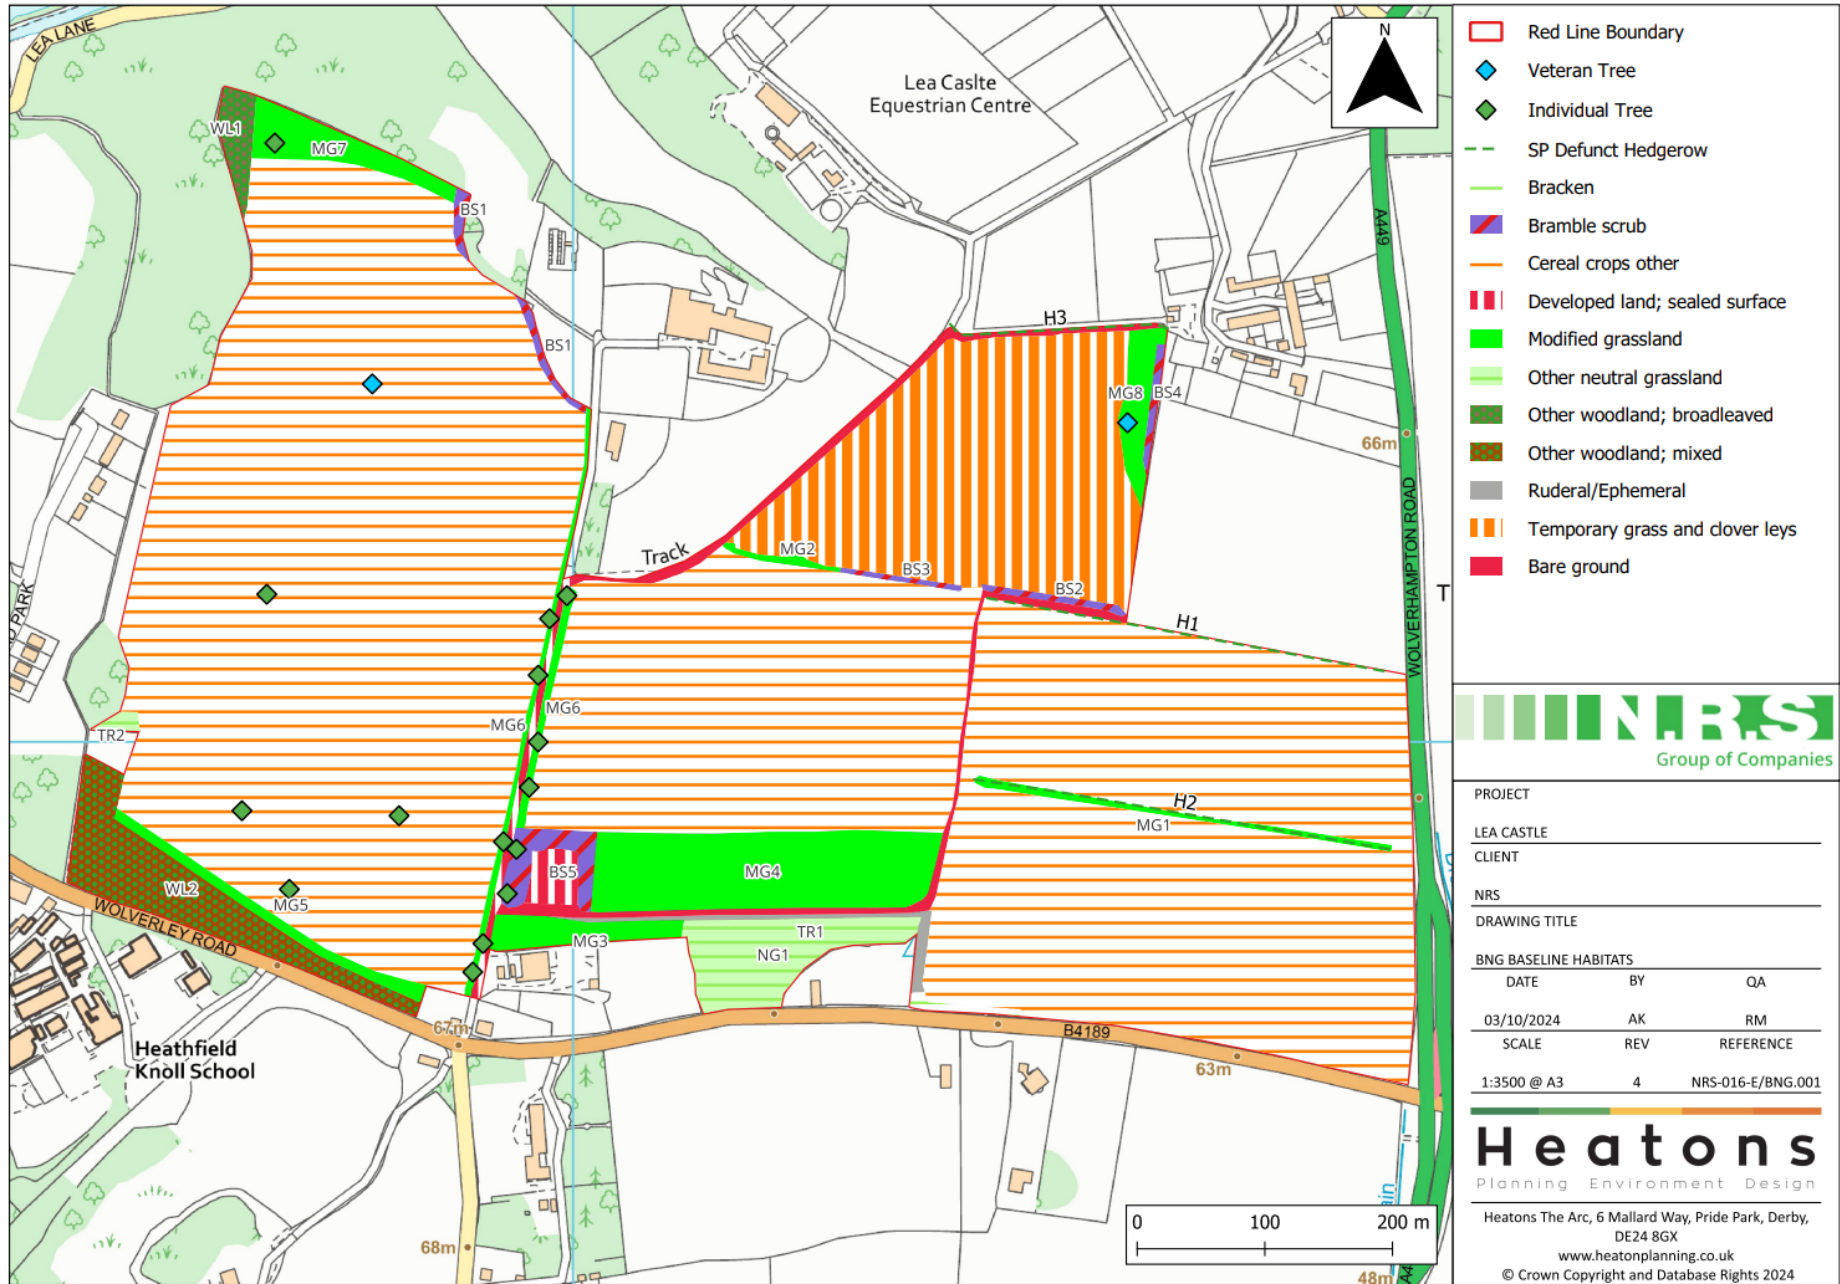 LEA LANE
WL1
MG7
BS1
BS1
Lea Caslte
Equestrian Centre
N
A449
H3
MG8
BS4
66m
WOLVERHAMPTON ROAD
Track
MG2
BS3
BS2
H1
T
PARK
TR2
MG6
MG6
H2
MG1
WL2
MG5
BS5
MG4
MG3
TR1
NG1
WOLVERLEY ROAD
67m
B4189
63m
Heathfield
Knoll School
68m
48m
0 100 200 m
Red Line Boundary
Veteran Tree
Individual Tree
SP Defunct Hedgerow
Bracken
Bramble scrub
Cereal crops other
Developed land; sealed surface
Modified grassland
Other neutral grassland
Other woodland; broadleaved
Other woodland; mixed
Ruderal/Ephemeral
Temporary grass and clover leys
Bare ground
N.R.S
Group of Companies
PROJECT
LEA CASTLE
CLIENT
NRS
DRAWING TITLE
BNG BASELINE HABITATS
DATE BY QA
03/10/2024 AK RM
SCALE REV REFERENCE
1:3500 @ A3 4 NRS-016-E/BNG.001
Heatons
Planning Environment Design
Heatons The Arc, 6 Mallard Way, Pride Park, Derby,
DE24 8GX
www.heatonplanning.co.uk
© Crown Copyright and Database Rights 2024